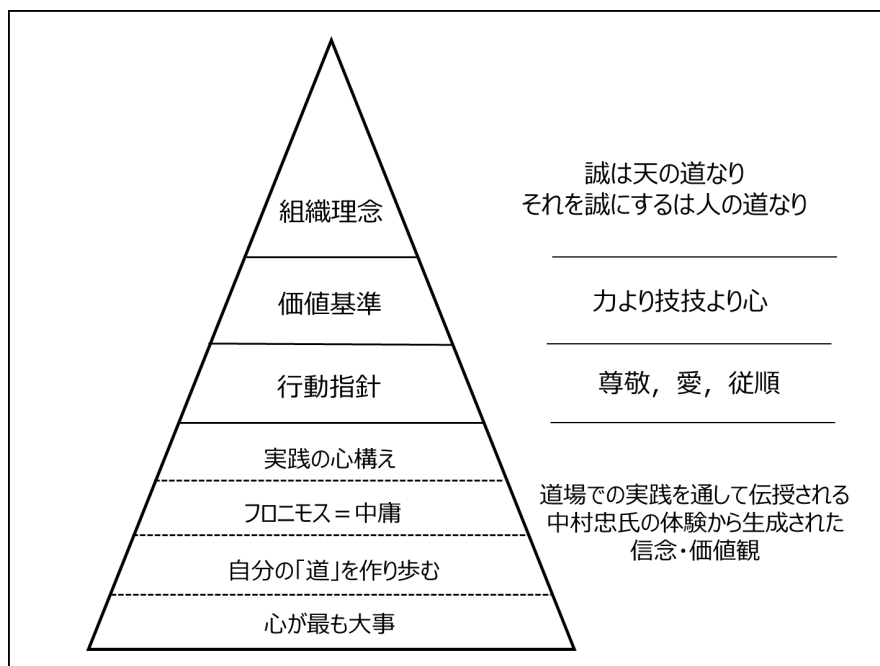 誠は天の道なり
それを誠にするは人の道なり
組織理念
価値基準
力より技技より心
行動指針
尊敬，愛，従順
実践の心構え
フロニモス＝中庸
自分の「道」を作り歩む
心が最も大事
道場での実践を通して伝授される
中村忠氏の体験から生成された
信念・価値観